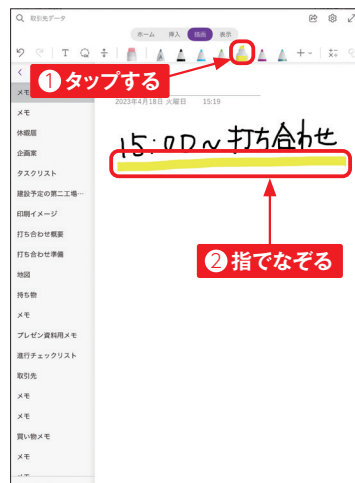 取引先データ
ホーム 挿入 描画 表示
①タップする
2023年4月18日 火曜日 15:19
メモ
メモ
休暇届
企画案
タスクリスト
建設予定の第二工場…
印刷イメージ
打ち合わせ概要
打ち合わせ準備
地図
持ち物
メモ
プレゼン資料用メモ
進行チェックリスト
取引先
メモ
メモ
買い物メモ
メモ
15:00~打ち合わせ
②指でなぞる